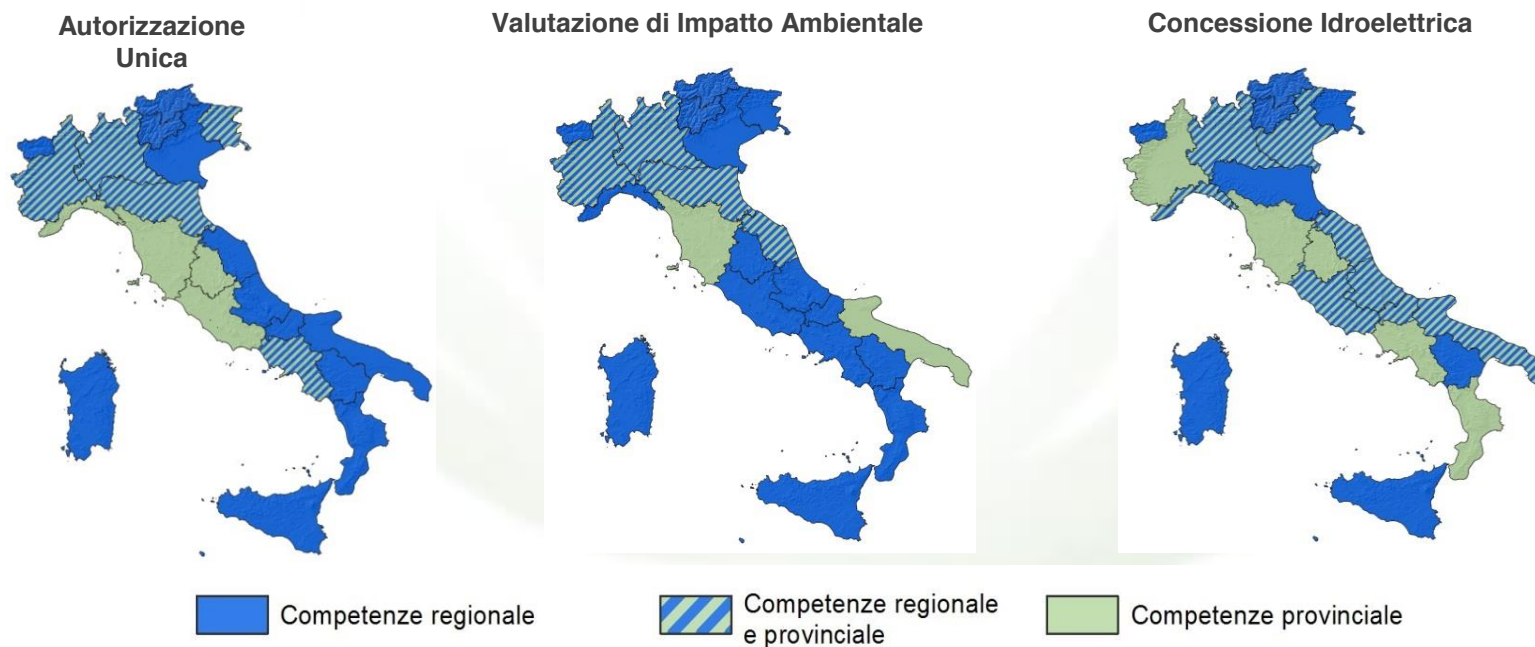 Autorizzazione
Unica
Valutazione di Impatto Ambientale
Concessione Idroelettrica
Competenze regionale
Competenze regionale
e provinciale
Competenze provinciale